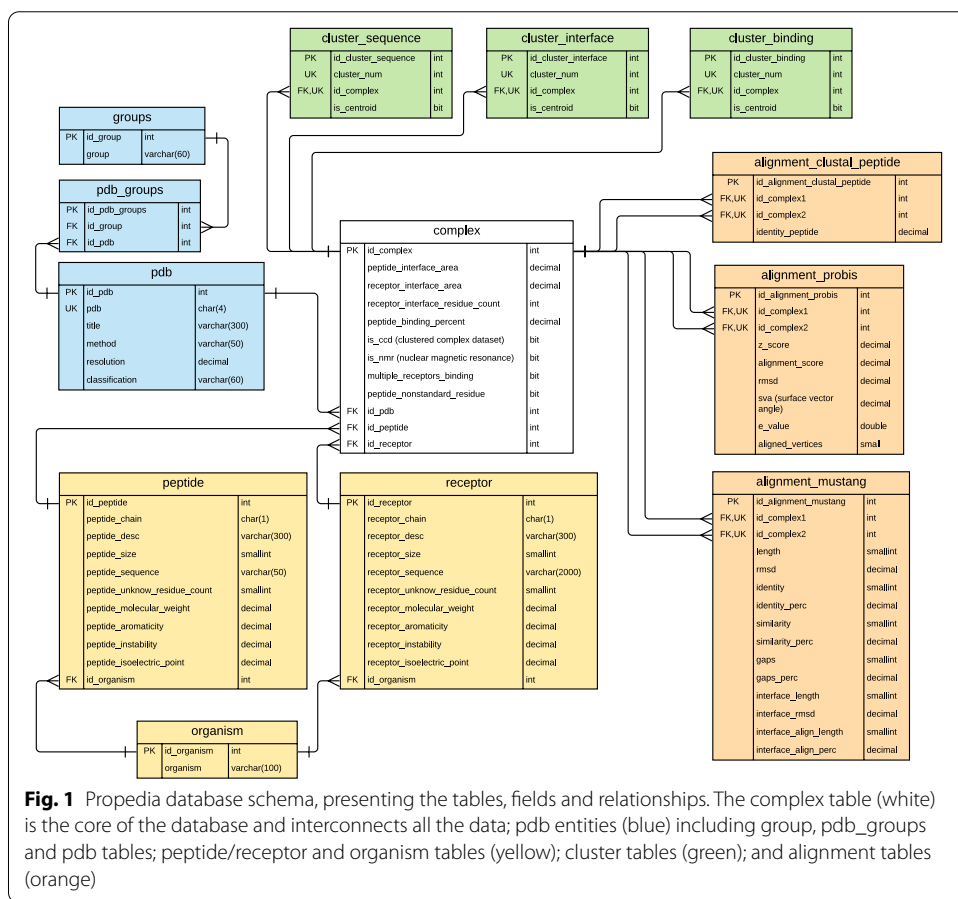 cluster_sequence
PK id_cluster_sequence int
UK cluster_num int
FK,UK id_complex int
is_centroid bit
cluster_interface
PK id_cluster_interface int
UK cluster_num int
FK,UK id_complex int
is_centroid bit
cluster_binding
PK id_cluster_binding int
UK cluster_num int
FK,UK id_complex int
is_centroid bit
groups
PK id_group int
group varchar(60)
pdb_groups
PK id_pdb_groups int
FK id_group int
FK id_pdb int
pdb
PK id_pdb int
UK pdb char(4)
title varchar(300)
method varchar(50)
resolution decimal
classification varchar(60)
complex
PK id_complex int
peptide_interface_area decimal
receptor_interface_area decimal
receptor_interface_residue_count int
peptide_binding_percent decimal
is_ccd (clustered complex dataset) bit
is_nmr (nuclear magnetic resonance) bit
multiple_receptors_binding bit
peptide_nonstandard_residue bit
FK id_pdb int
FK id_peptide int
FK id_receptor int
alignment_clustal_peptide
PK id_alignment_clustal_peptide int
FK,UK id_complex1 int
FK,UK id_complex2 int
identity_peptide decimal
alignment_probis
PK id_alignment_probis int
FK,UK id_complex1 int
FK,UK id_complex2 int
z_score decimal
alignment_score decimal
rmsd decimal
sva (surface vector
angle) decimal
e_value double
aligned_vertices small
peptide
PK id_peptide int
peptide_chain char(1)
peptide_desc varchar(300)
peptide_size smallint
peptide_sequence varchar(50)
peptide_unknow_residue_count smallint
peptide_molecular_weight decimal
peptide_aromaticity decimal
peptide_instability decimal
peptide_isoelectric_point decimal
FK id_organism int
receptor
PK id_receptor int
receptor_chain char(1)
receptor_desc varchar(300)
receptor_size smallint
receptor_sequence varchar(2000)
receptor_unknow_residue_count smallint
receptor_molecular_weight decimal
receptor_aromaticity decimal
receptor_instability decimal
receptor_isoelectric_point decimal
FK id_organism int
alignment_mustang
PK id_alignment_mustang int
FK,UK id_complex1 int
FK,UK id_complex2 int
length smallint
rmsd decimal
identity smallint
identity_perc decimal
similarity smallint
similarity_perc decimal
gaps smallint
gaps_perc decimal
interface_length smallint
interface_rmsd decimal
interface_align_length smallint
interface_align_perc decimal
organism
PK id_organism int
organism varchar(100)
Fig. 1 Propedia database schema, presenting the tables, fields and relationships. The complex table (white)
is the core of the database and interconnects all the data; pdb entities (blue) including group, pdb_groups
and pdb tables; peptide/receptor and organism tables (yellow); cluster tables (green); and alignment tables
(orange)